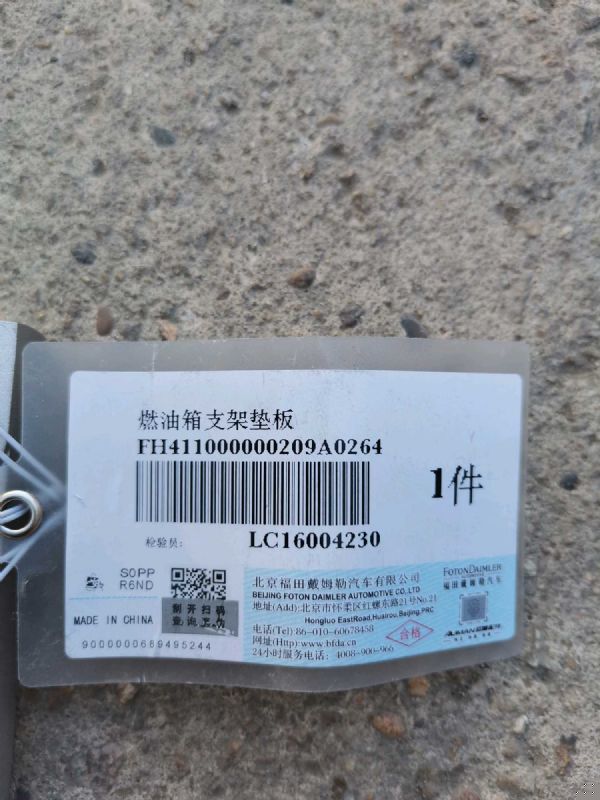 燃油箱支架垫板
FH411000000209A0264
1件
检验员:
LC16004230
SOPP
R6ND
刮开扫码
查询真伪
MADE IN CHINA
9000000669495244
北京福田戴姆勒汽车有限公司
BEIJING FOTON DAIMLER AUTOMOTIVE CO.,LTD
地址(Add):北京市怀柔区红螺东路21号No.21
Hongluo EastRoad,Huairou,Beijing,PRC
电话(Tel):86-010-60678458
网址(Http):www.bfda.cn
24小时服务电话: 4008-900-966
合格
FOTONDAIMLER
福田戴姆勒汽车
AUMAN